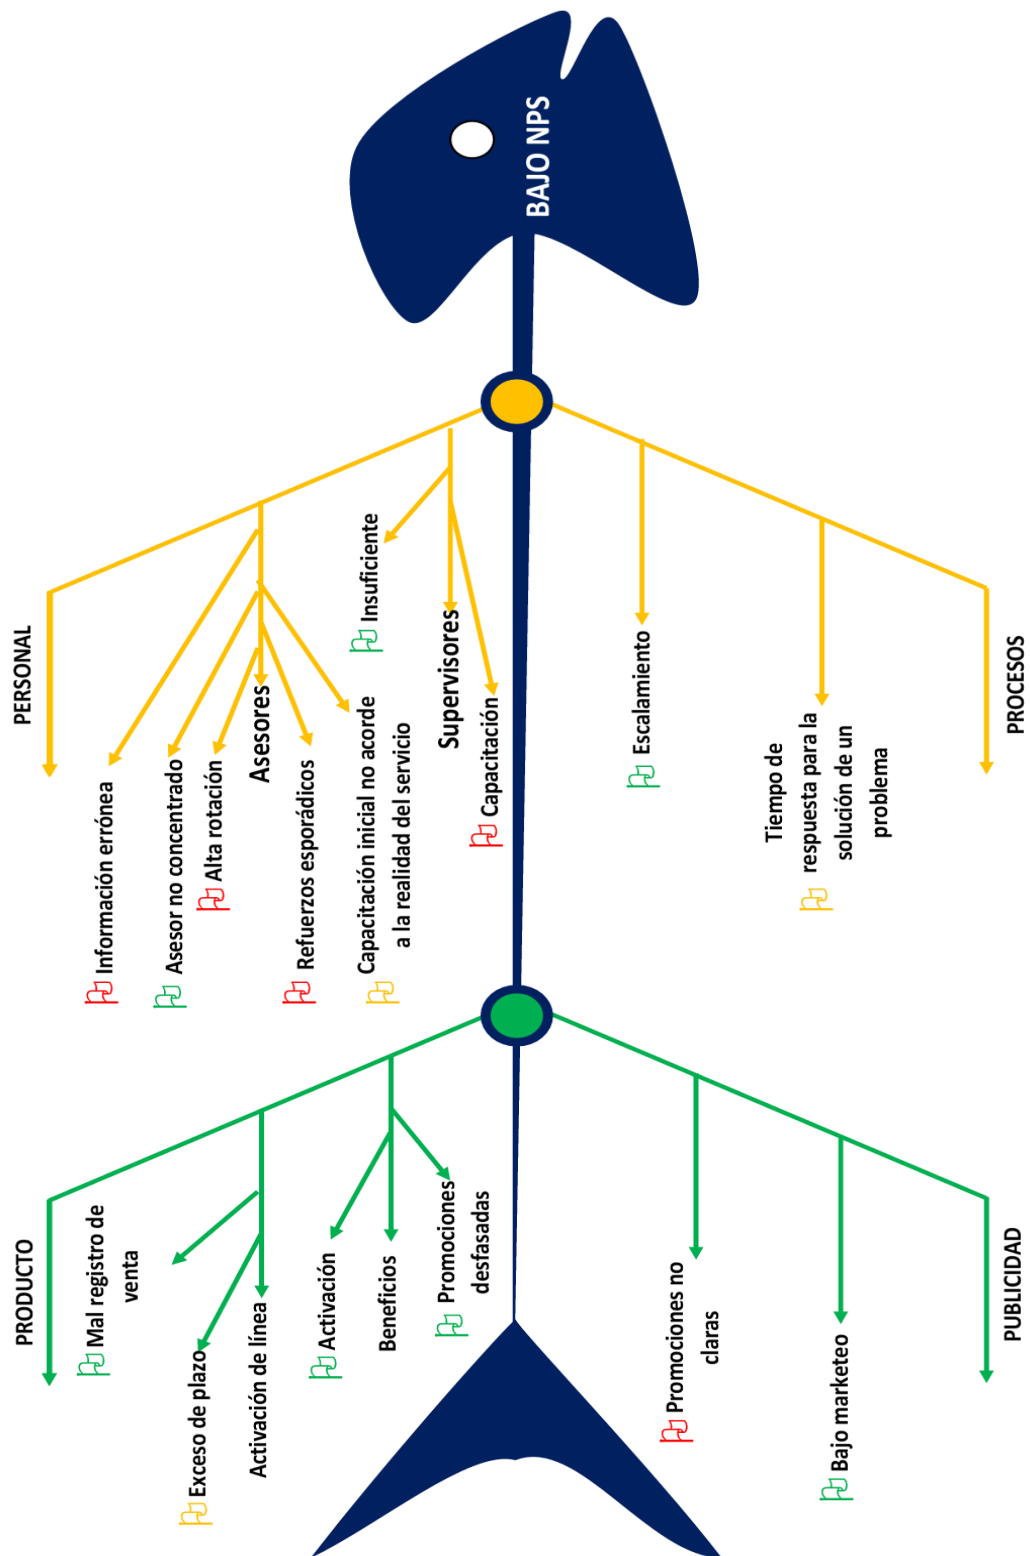 BAJO NPS
PERSONAL
Información errónea
Asesor no concentrado
Alta rotación
Asesores
Refuerzos esporádicos
Capacitación inicial no acorde
a la realidad del servicio
Insuficiente
Supervisores
Capacitación
Escalamiento
Tiempo de
respuesta para la
solución de un
problema
PROCESOS
PRODUCTO
Mal registro de
venta
Exceso de plazo
Activación de línea
Activación
Beneficios
Promociones
desfasadas
Promociones no
claras
Bajo marketeo
PUBLICIDAD